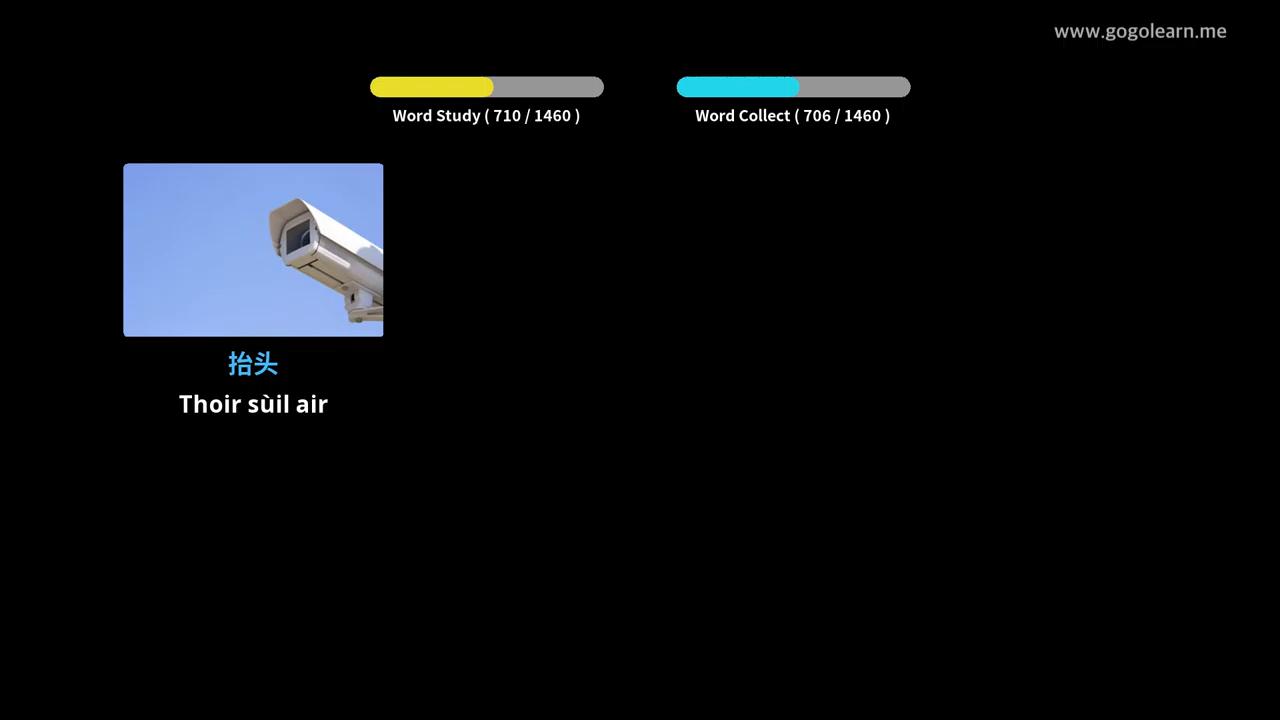 www.gogolearn.me
Word Study ( 710 / 1460 )
Word Collect ( 706 / 1460 )
抬头
Thoir sùil air